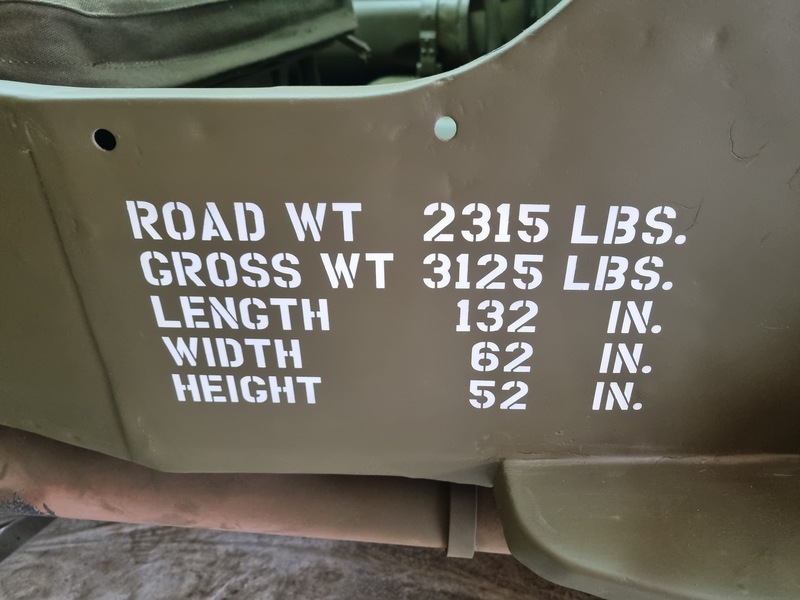 ROAD WT 2315 LBS.
GROSS WT 3125 LBS.
LENGTH 132 IN.
WIDTH 62 IN.
HEIGHT 52 IN.